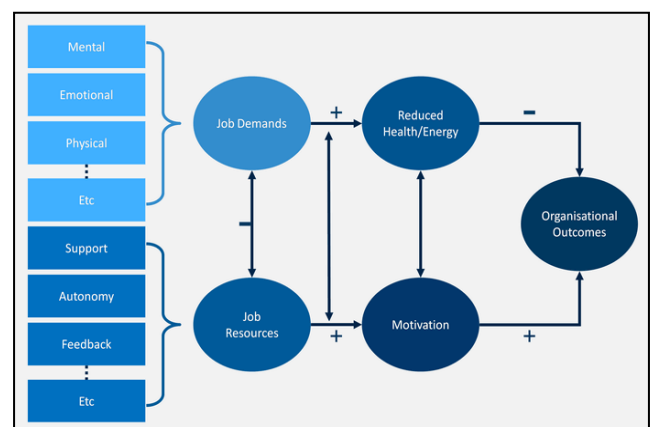 Mental
Emotional
Physical
Etc
Support
Autonomy
Feedback
Etc
Job Demands
Job
Resources
+
Reduced
Health/Energy
-
-
+
Motivation
+
Organisational
Outcomes